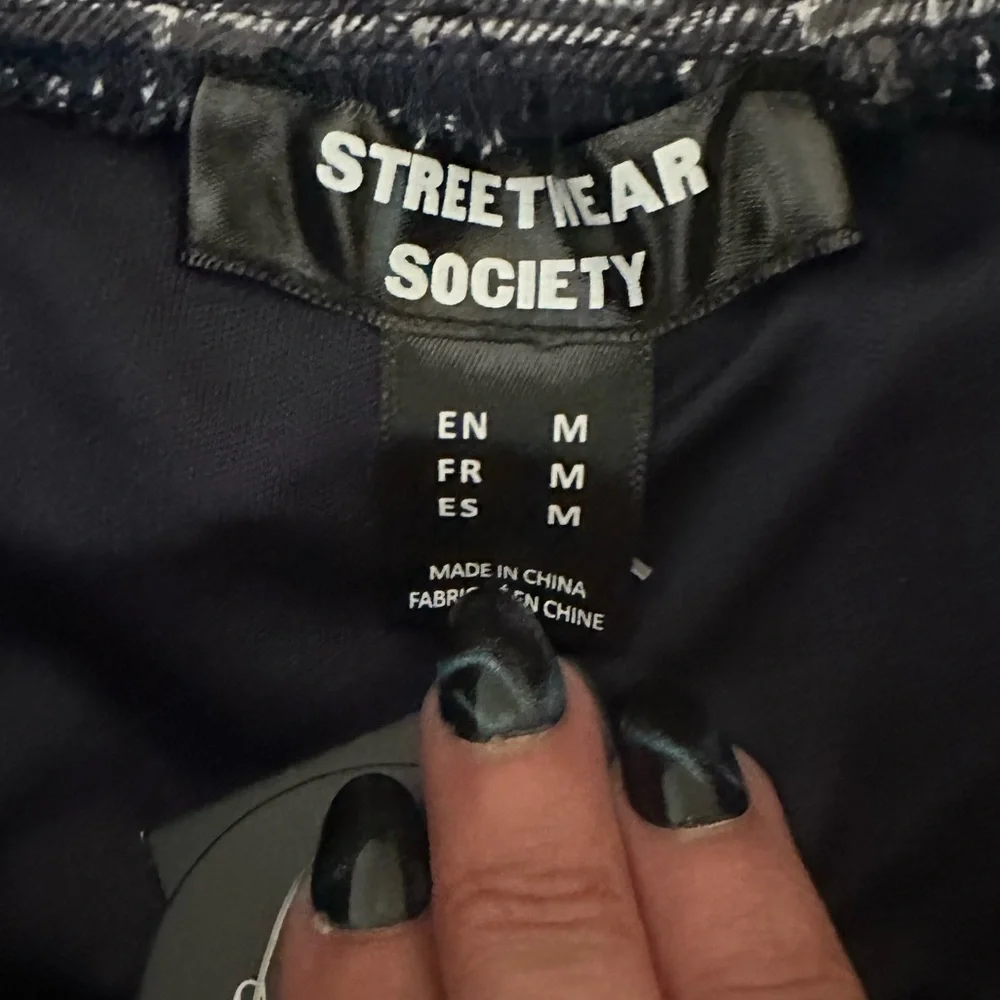 STREETWEAR
SOCIETY
EN M
FR M
ES M
MADE IN CHINA
EN CHINE